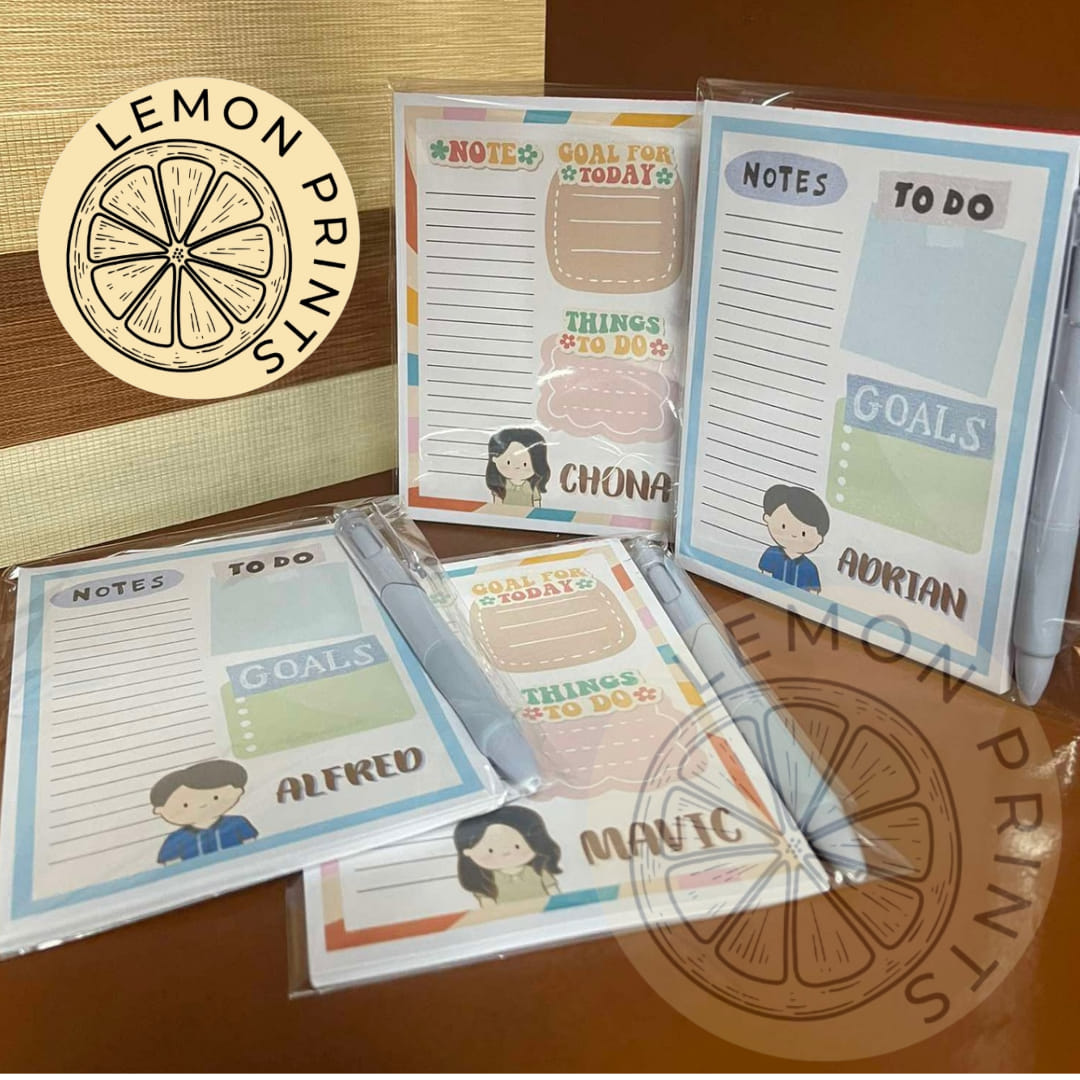 LEMON PRINTS
NOTE
GOAL FOR
TODAY
THINGS
TO DO
CHONA
NOTES
TO DO
GOALS
ADRIAN
NOTES
TO DO
GOALS
ALFRED
GOAL FOR
TODAY
THINGS
TO DO
MAVIC
LEMON PRINTS